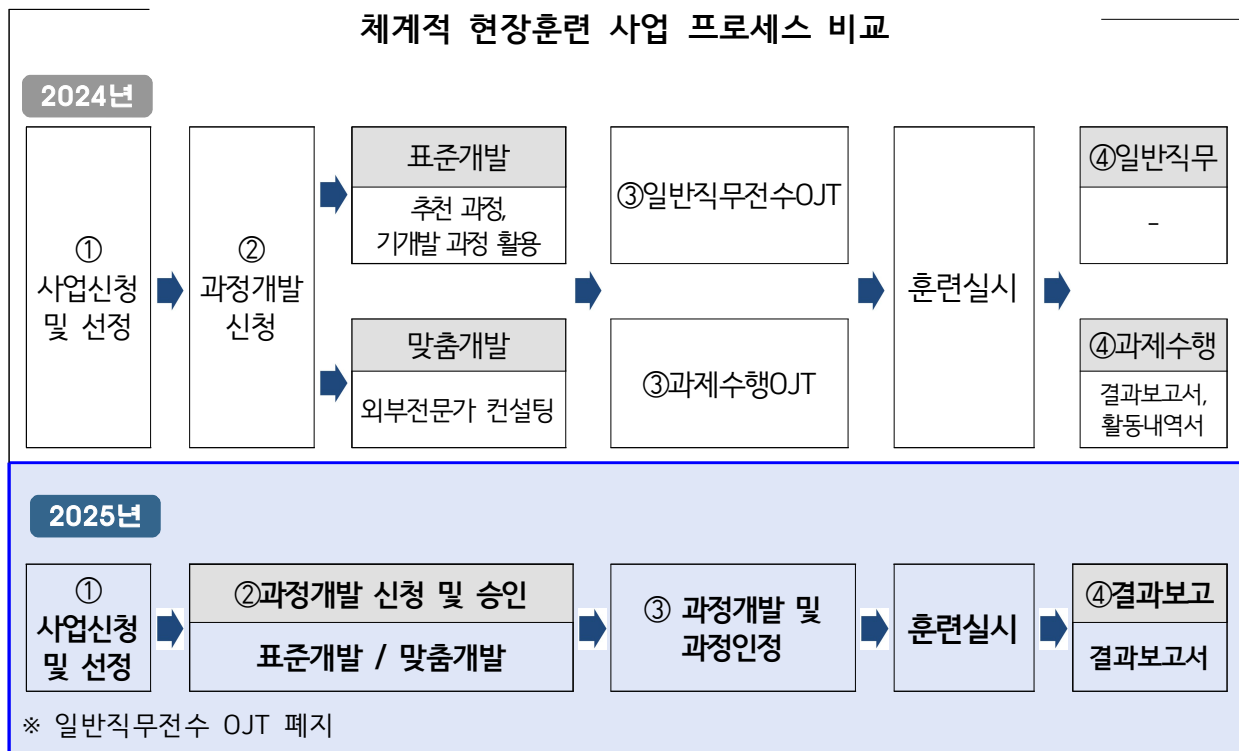 체계적 현장훈련 사업 프로세스 비교
2024년
①
사업신청
및 선정
②
과정개발
신청
표준개발
추천 과정,
기개발 과정 활용
맞춤개발
외부전문가 컨설팅
③일반직무전수OJT
③과제수행OJT
훈련실시
④일반직무
-
④과제수행
결과보고서,
활동내역서
2025년
①
사업신청
및 선정
②과정개발 신청 및 승인
표준개발 / 맞춤개발
③ 과정개발 및
과정인정
훈련실시
④결과보고
결과보고서
※ 일반직무전수 OJT 폐지